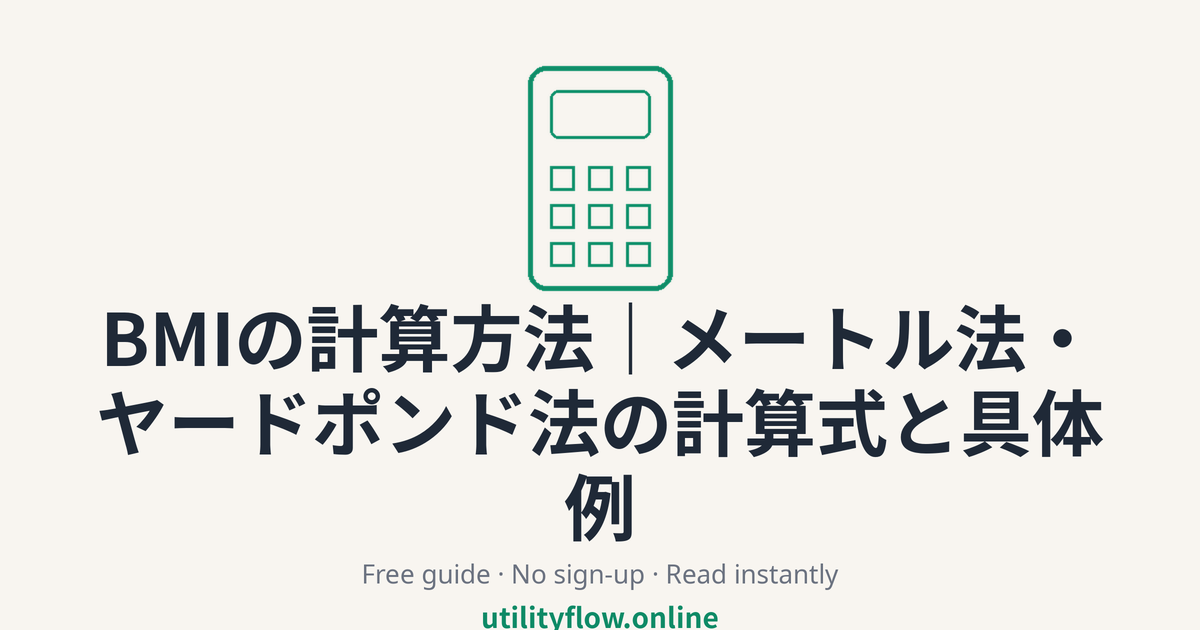 BMIの計算方法｜メートル法・
ヤードポンド法の計算式と具体
例
Free guide · No sign-up · Read instantly
utilityflow.online